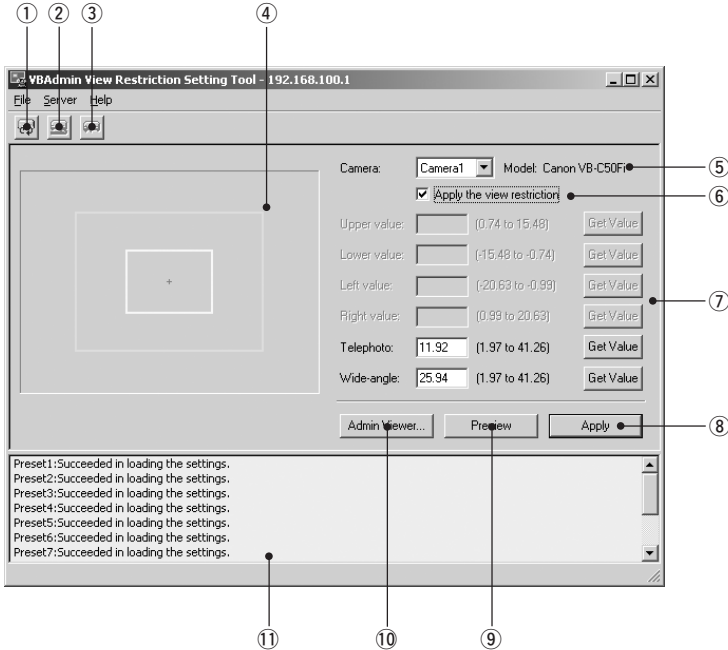 ① ② ③ ④
VBAdmin View Restriction Setting Tool - 192.168.100.1
File Server Help
Camera: Camera1 Model: Canon VB-C50Fi ⑤
Apply the view restriction ⑥
Upper value: (0.74 to 15.48) Get Value
Lower value: (-15.48 to -0.74) Get Value
Left value: (-20.63 to -0.99) Get Value
⑦
Right value: (0.99 to 20.63) Get Value
Telephoto: 11.92 (1.97 to 41.26) Get Value
Wide-angle: 25.94 (1.97 to 41.26) Get Value
Admin Viewer... Preview Apply ⑧
Preset1:Succeeded in loading the settings.
Preset2:Succeeded in loading the settings.
Preset3:Succeeded in loading the settings.
Preset4:Succeeded in loading the settings.
Preset5:Succeeded in loading the settings.
Preset6:Succeeded in loading the settings.
Preset7:Succeeded in loading the settings.
⑪ ⑩ ⑨